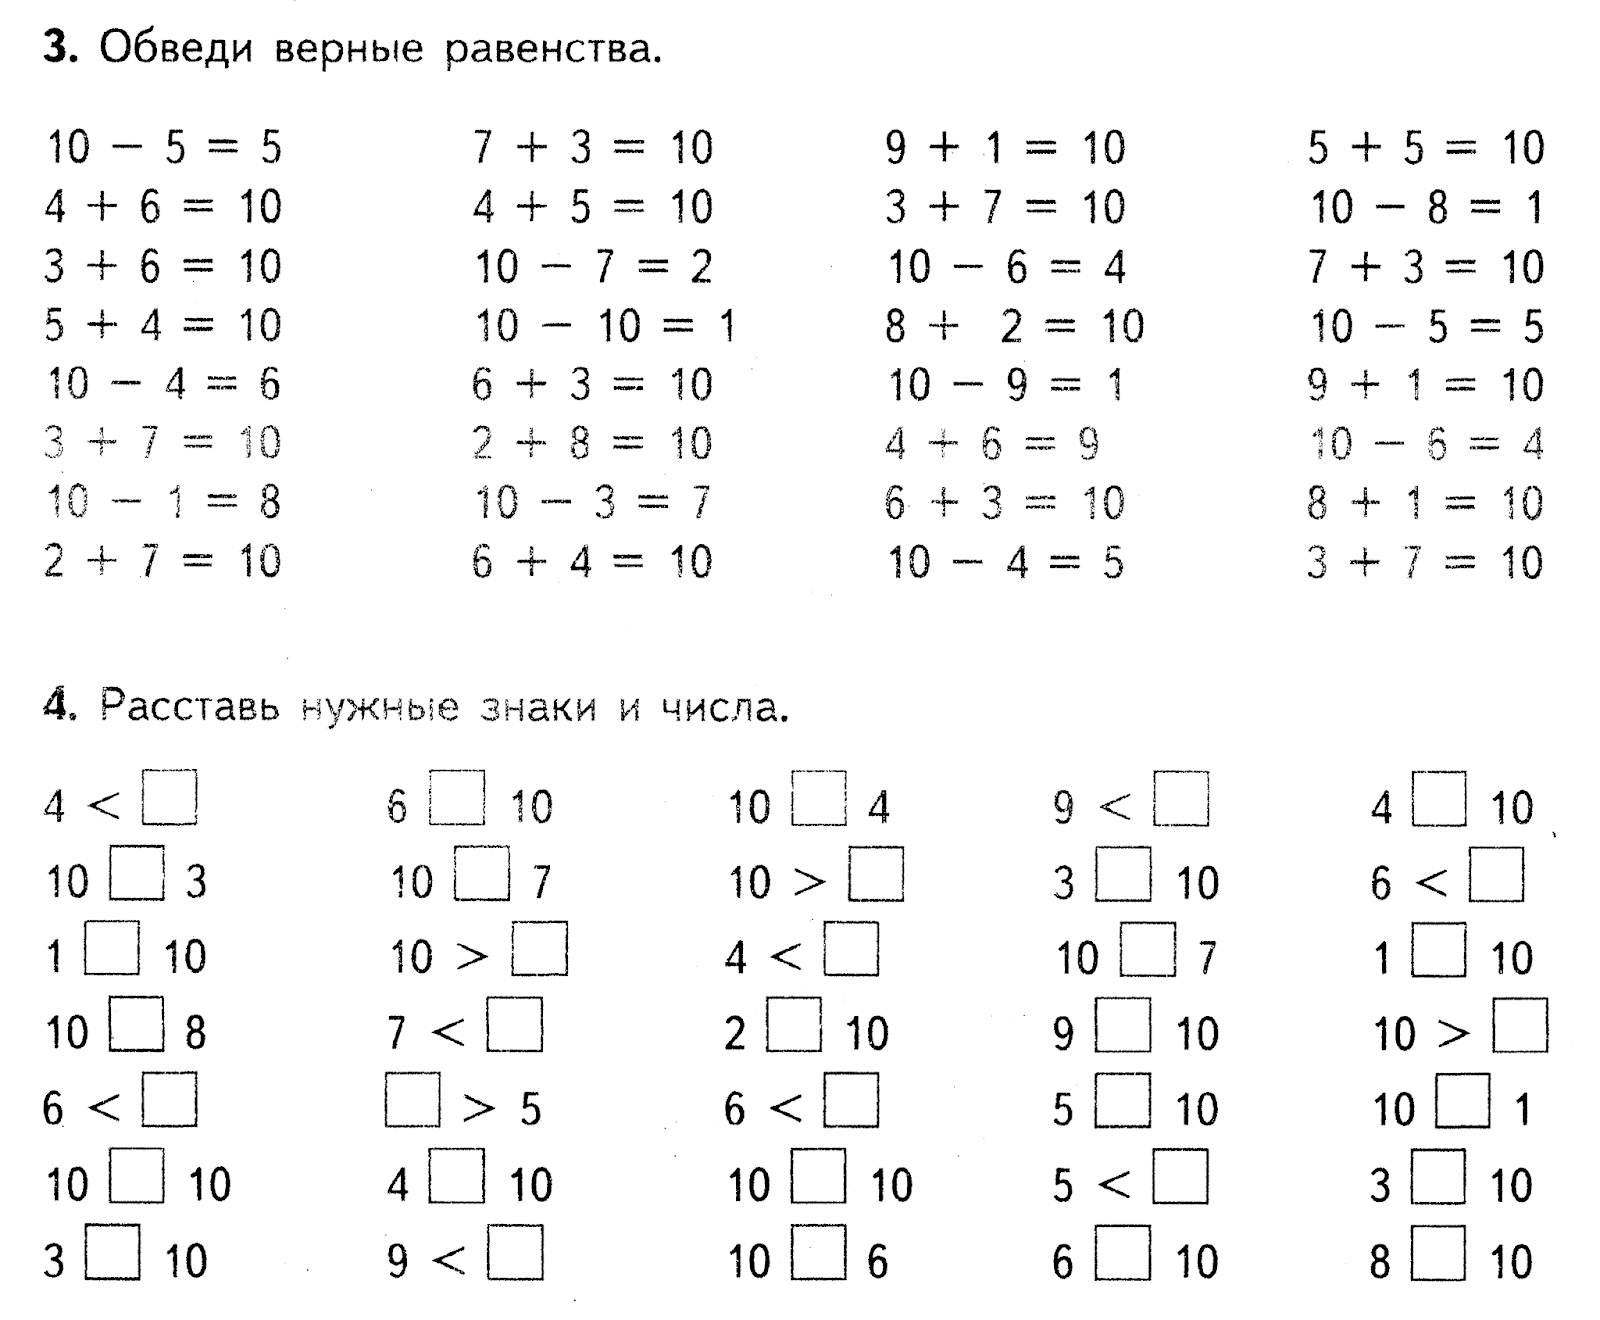 3. Обведи верные равенства.
10 − 5 = 5 7 + 3 = 10 9 + 1 = 10 5 + 5 = 10
4 + 6 = 10 4 + 5 = 10 3 + 7 = 10 10 − 8 = 1
3 + 6 = 10 10 − 7 = 2 10 − 6 = 4 7 + 3 = 10
5 + 4 = 10 10 − 10 = 1 8 + 2 = 10 10 − 5 = 5
10 − 4 = 6 6 + 3 = 10 10 − 9 = 1 9 + 1 = 10
3 + 7 = 10 2 + 8 = 10 4 + 6 = 9 10 − 6 = 4
10 − 1 = 8 10 − 3 = 7 6 + 3 = 10 8 + 1 = 10
2 + 7 = 10 6 + 4 = 10 10 − 4 = 5 3 + 7 = 10
4. Расставь нужные знаки и числа.
4 < □ 6 □ 10 10 □ 4 9 < □ 4 □ 10
10 □ 3 10 □ 7 10 > □ 3 □ 10 6 < □
1 □ 10 10 > □ 4 < □ 10 □ 7 1 □ 10
10 □ 8 7 < □ 2 □ 10 9 □ 10 10 > □
6 < □ □ > 5 6 < □ 5 □ 10 10 □ 1
10 □ 10 4 □ 10 10 □ 10 5 < □ 3 □ 10
3 □ 10 9 < □ 10 □ 6 6 □ 10 8 □ 10